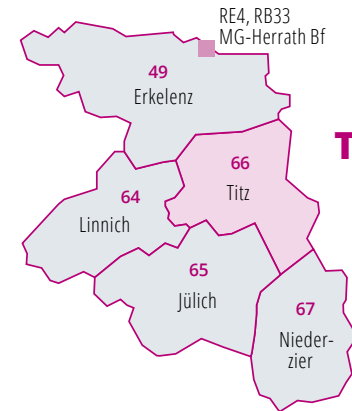 RE4, RB33
MG-Herrath Bf
49
Erkelenz
T
66
Titz
64
Linnich
65
Jülich
67
Nieder-
zier